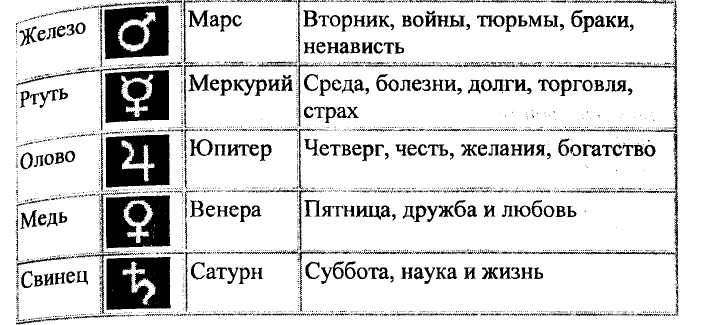 Железо ♂ Марс Вторник, войны, тюрьмы, браки,
ненависть
Ртуть ☿ Меркурий Среда, болезни, долги, торговля,
страх
Олово ♃ Юпитер Четверг, честь, желания, богатство
Медь ♀ Венера Пятница, дружба и любовь
Свинец ♄ Сатурн Суббота, наука и жизнь